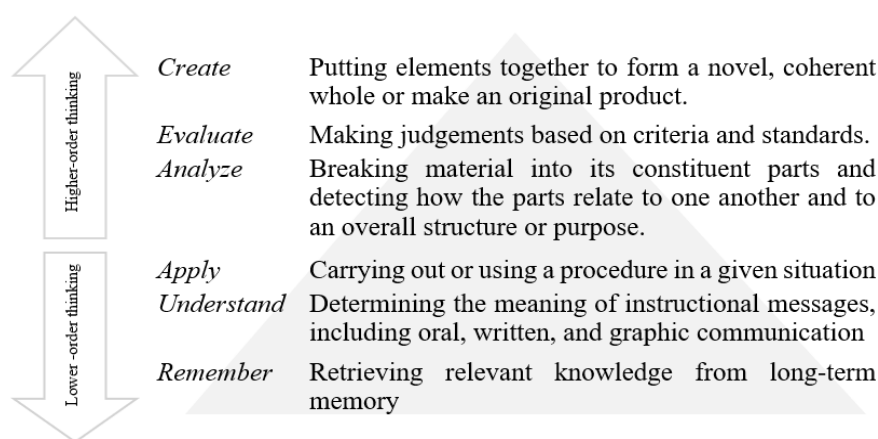 Higher-order thinking
Create Putting elements together to form a novel, coherent
whole or make an original product.
Evaluate Making judgements based on criteria and standards.
Analyze Breaking material into its constituent parts and
detecting how the parts relate to one another and to
an overall structure or purpose.
Lower -order thinking
Apply Carrying out or using a procedure in a given situation
Understand Determining the meaning of instructional messages,
including oral, written, and graphic communication
Remember Retrieving relevant knowledge from long-term
memory